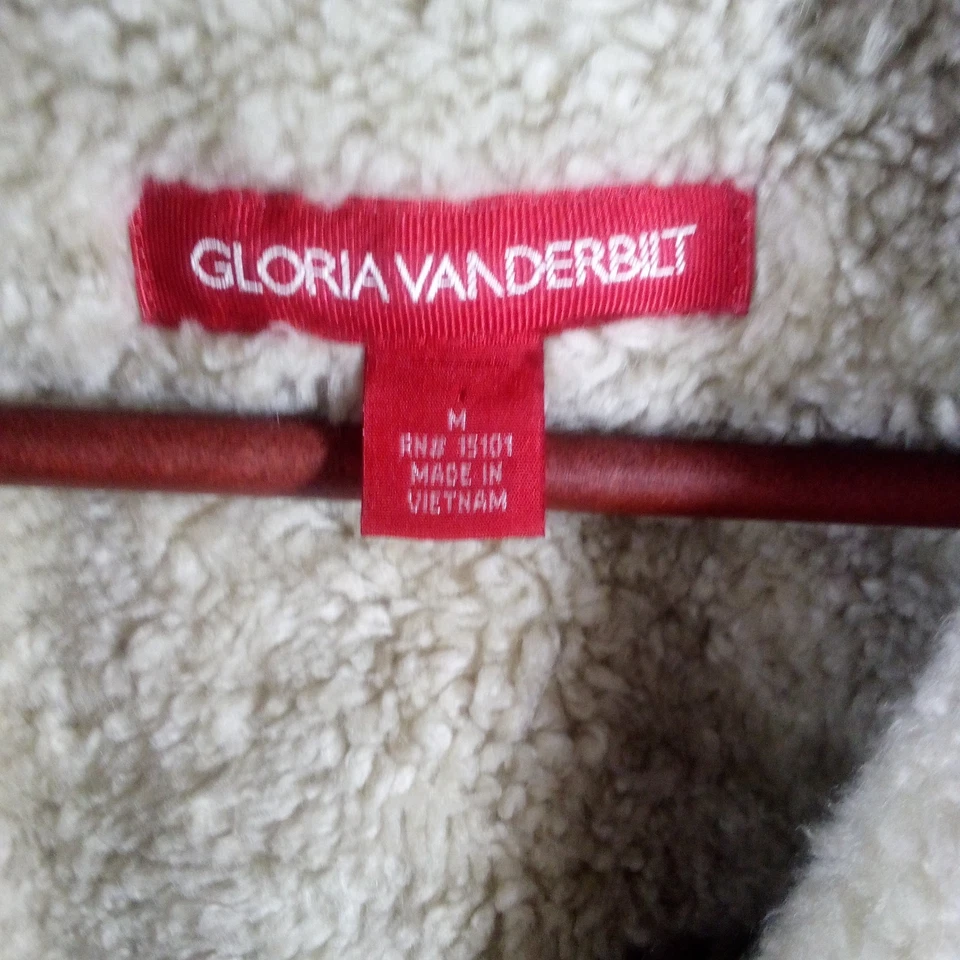 GLORIA VANDERBILT
M
RN# 15101
MADE IN
VIETNAM